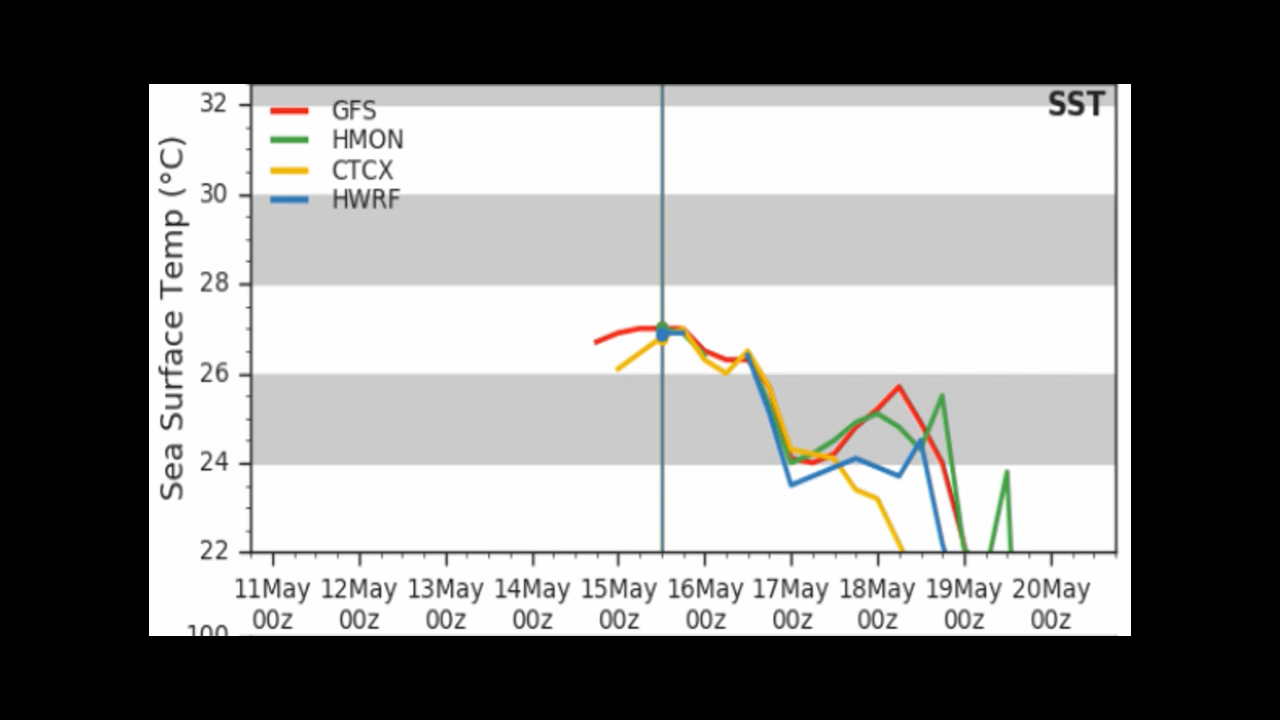 SST
GFS
HMON
CTCX
HWRF
Sea Surface Temp (°C)
32
30
28
26
24
22
11May 12May 13May 14May 15May 16May 17May 18May 19May 20May
00z 00z 00z 00z 00z 00z 00z 00z 00z 00z
100